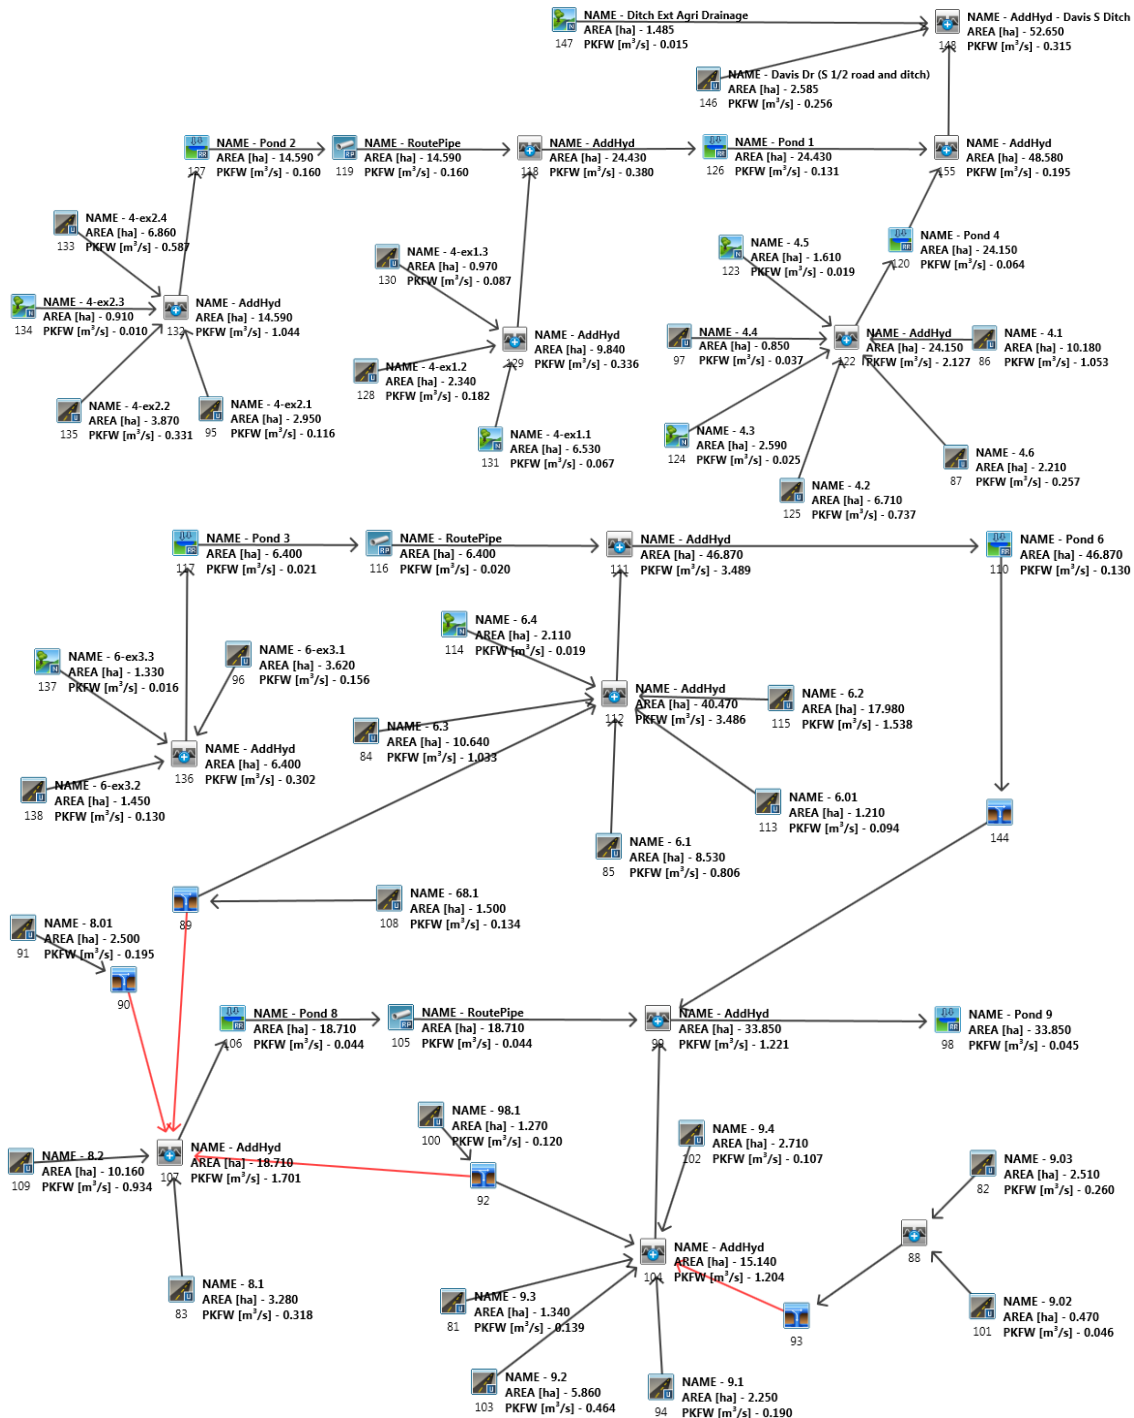 NAME - Ditch Ext Agri Drainage
AREA [ha] - 1.485
PKFW [m³/s] - 0.015
147
NAME - AddHyd - Davis S Ditch
AREA [ha] - 52.650
PKFW [m³/s] - 0.315
148
NAME - Davis Dr (S 1/2 road and ditch)
AREA [ha] - 2.585
PKFW [m³/s] - 0.256
146
NAME - Pond 2
AREA [ha] - 14.590
PKFW [m³/s] - 0.160
127
NAME - RoutePipe
AREA [ha] - 14.590
PKFW [m³/s] - 0.160
119
NAME - AddHyd
AREA [ha] - 24.430
PKFW [m³/s] - 0.380
118
NAME - Pond 1
AREA [ha] - 24.430
PKFW [m³/s] - 0.131
126
NAME - AddHyd
AREA [ha] - 48.580
PKFW [m³/s] - 0.195
155
NAME - 4-ex2.4
AREA [ha] - 6.860
PKFW [m³/s] - 0.587
133
NAME - 4-ex1.3
AREA [ha] - 0.970
PKFW [m³/s] - 0.087
130
NAME - 4.5
AREA [ha] - 1.610
PKFW [m³/s] - 0.019
123
NAME - Pond 4
AREA [ha] - 24.150
PKFW [m³/s] - 0.064
120
NAME - 4-ex2.3
AREA [ha] - 0.910
PKFW [m³/s] - 0.010
134
NAME - AddHyd
AREA [ha] - 14.590
PKFW [m³/s] - 1.044
132
NAME - AddHyd
AREA [ha] - 9.840
PKFW [m³/s] - 0.336
129
NAME - 4.4
AREA [ha] - 0.850
PKFW [m³/s] - 0.037
97
NAME - AddHyd
AREA [ha] - 24.150
PKFW [m³/s] - 2.127
122
NAME - 4.1
AREA [ha] - 10.180
PKFW [m³/s] - 1.053
86
NAME - 4-ex1.2
AREA [ha] - 2.340
PKFW [m³/s] - 0.182
128
NAME - 4-ex2.2
AREA [ha] - 3.870
PKFW [m³/s] - 0.331
135
NAME - 4-ex2.1
AREA [ha] - 2.950
PKFW [m³/s] - 0.116
95
NAME - 4-ex1.1
AREA [ha] - 6.530
PKFW [m³/s] - 0.067
131
NAME - 4.3
AREA [ha] - 2.590
PKFW [m³/s] - 0.025
124
NAME - 4.6
AREA [ha] - 2.210
PKFW [m³/s] - 0.257
87
NAME - 4.2
AREA [ha] - 6.710
PKFW [m³/s] - 0.737
125
NAME - Pond 3
AREA [ha] - 6.400
PKFW [m³/s] - 0.021
117
NAME - RoutePipe
AREA [ha] - 6.400
PKFW [m³/s] - 0.020
116
NAME - AddHyd
AREA [ha] - 46.870
PKFW [m³/s] - 3.489
111
NAME - Pond 6
AREA [ha] - 46.870
PKFW [m³/s] - 0.130
110
NAME - 6.4
AREA [ha] - 2.110
PKFW [m³/s] - 0.019
114
NAME - 6-ex3.3
AREA [ha] - 1.330
PKFW [m³/s] - 0.016
137
NAME - 6-ex3.1
AREA [ha] - 3.620
PKFW [m³/s] - 0.156
96
NAME - AddHyd
AREA [ha] - 40.470
PKFW [m³/s] - 3.486
112
NAME - 6.2
AREA [ha] - 17.980
PKFW [m³/s] - 1.538
115
NAME - 6.3
AREA [ha] - 10.640
PKFW [m³/s] - 1.033
84
NAME - AddHyd
AREA [ha] - 6.400
PKFW [m³/s] - 0.302
136
NAME - 6-ex3.2
AREA [ha] - 1.450
PKFW [m³/s] - 0.130
138
NAME - 6.01
AREA [ha] - 1.210
PKFW [m³/s] - 0.094
113
144
NAME - 6.1
AREA [ha] - 8.530
PKFW [m³/s] - 0.806
85
89
NAME - 68.1
AREA [ha] - 1.500
PKFW [m³/s] - 0.134
108
NAME - 8.01
AREA [ha] - 2.500
PKFW [m³/s] - 0.195
91
90
NAME - Pond 8
AREA [ha] - 18.710
PKFW [m³/s] - 0.044
106
NAME - RoutePipe
AREA [ha] - 18.710
PKFW [m³/s] - 0.044
105
NAME - AddHyd
AREA [ha] - 33.850
PKFW [m³/s] - 1.221
99
NAME - Pond 9
AREA [ha] - 33.850
PKFW [m³/s] - 0.045
98
NAME - 98.1
AREA [ha] - 1.270
PKFW [m³/s] - 0.120
100
NAME - 9.4
AREA [ha] - 2.710
PKFW [m³/s] - 0.107
102
NAME - 8.2
AREA [ha] - 10.160
PKFW [m³/s] - 0.934
109
NAME - AddHyd
AREA [ha] - 18.710
PKFW [m³/s] - 1.701
107
92
NAME - 9.03
AREA [ha] - 2.510
PKFW [m³/s] - 0.260
82
88
NAME - AddHyd
AREA [ha] - 15.140
PKFW [m³/s] - 1.204
104
NAME - 8.1
AREA [ha] - 3.280
PKFW [m³/s] - 0.318
83
NAME - 9.3
AREA [ha] - 1.340
PKFW [m³/s] - 0.139
81
93
NAME - 9.02
AREA [ha] - 0.470
PKFW [m³/s] - 0.046
101
NAME - 9.2
AREA [ha] - 5.860
PKFW [m³/s] - 0.464
103
NAME - 9.1
AREA [ha] - 2.250
PKFW [m³/s] - 0.190
94